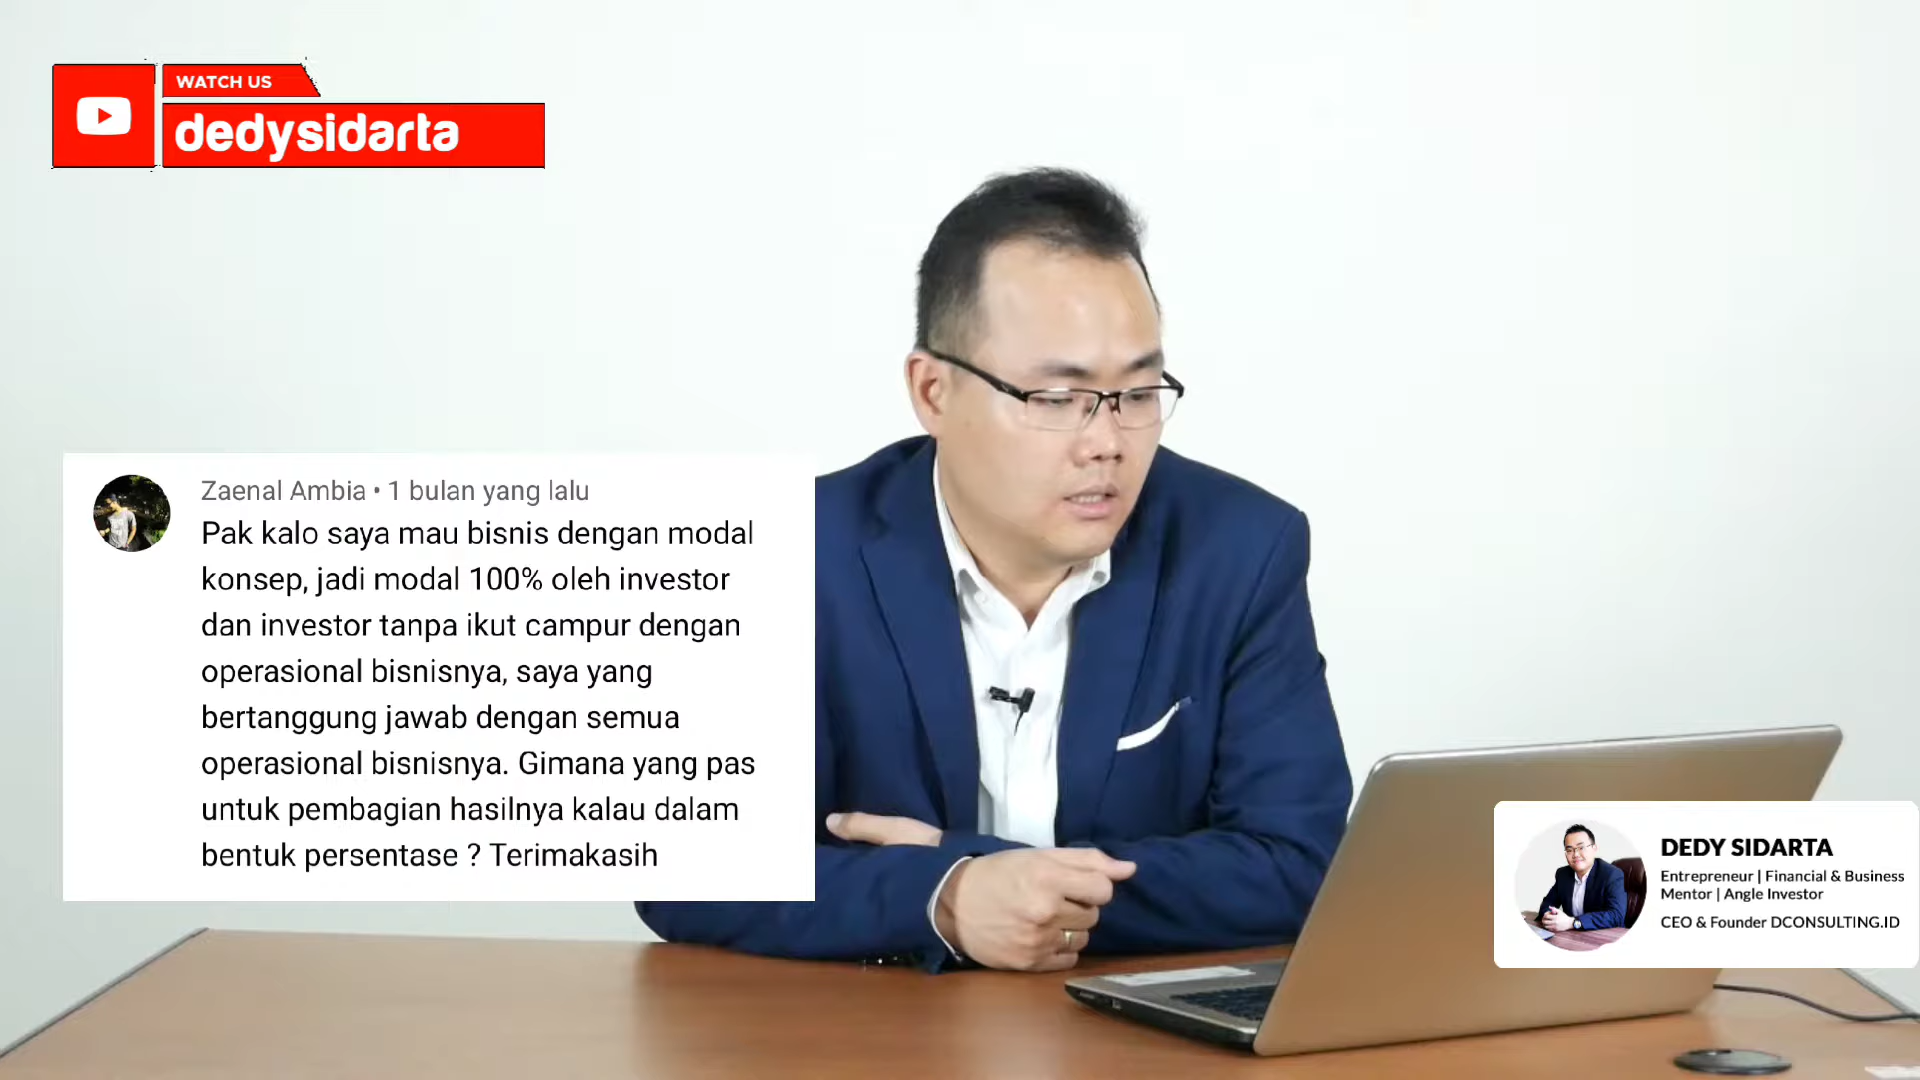 WATCH US
dedysidarta
Zaenal Ambia • 1 bulan yang lalu
Pak kalo saya mau bisnis dengan modal
konsep, jadi modal 100% oleh investor
dan investor tanpa ikut campur dengan
operasional bisnisnya, saya yang
bertanggung jawab dengan semua
operasional bisnisnya. Gimana yang pas
untuk pembagian hasilnya kalau dalam
bentuk persentase ? Terimakasih
DEDY SIDARTA
Entrepreneur | Financial & Business
Mentor | Angle Investor
CEO & Founder DCONSULTING.ID